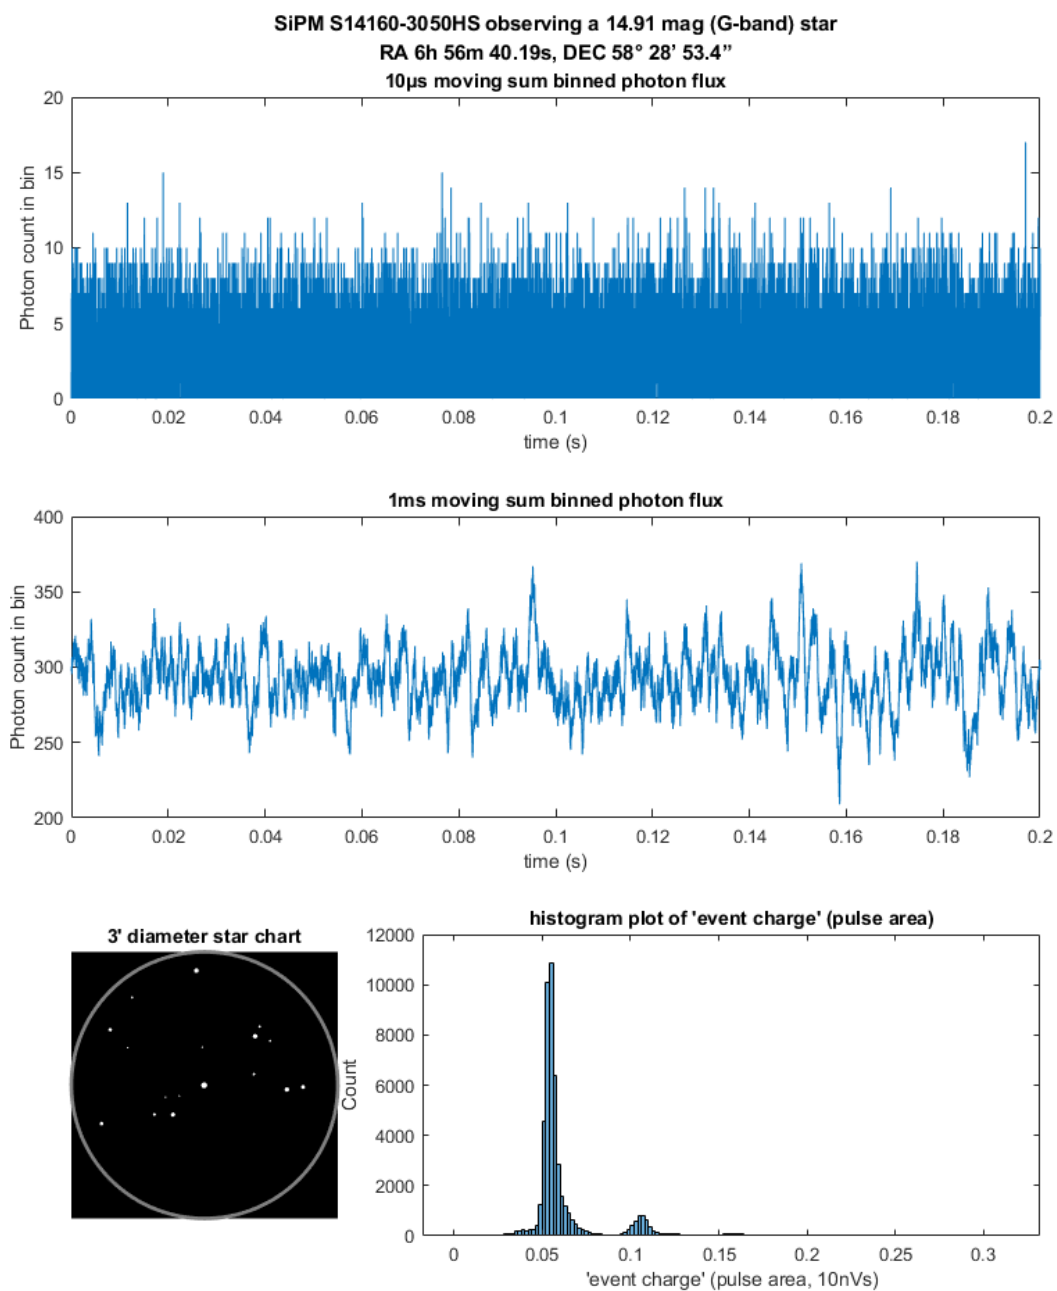 SiPM S14160-3050HS observing a 14.91 mag (G-band) star
RA 6h 56m 40.19s, DEC 58° 28’ 53.4”
10µs moving sum binned photon flux
20
15
10
5
0
Photon count in bin
0 0.02 0.04 0.06 0.08 0.1 0.12 0.14 0.16 0.18 0.2
time (s)
1ms moving sum binned photon flux
400
350
300
250
200
Photon count in bin
0 0.02 0.04 0.06 0.08 0.1 0.12 0.14 0.16 0.18 0.2
time (s)
3' diameter star chart
histogram plot of 'event charge' (pulse area)
12000
10000
8000
6000
4000
2000
0
Count
0 0.05 0.1 0.15 0.2 0.25 0.3
'event charge' (pulse area, 10nVs)